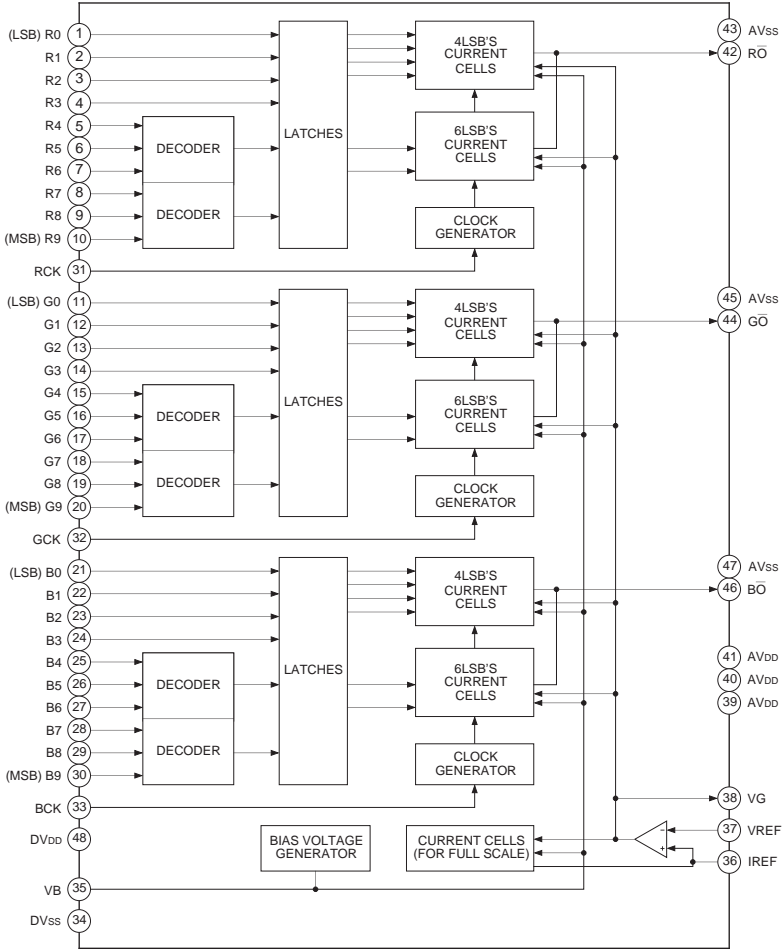 (LSB) R0 1
R1 2
R2 3
R3 4
R4 5
R5 6
R6 7
R7 8
R8 9
(MSB) R9 10
RCK 31
DECODER
DECODER
LATCHES
4LSB'S
CURRENT
CELLS
6LSB'S
CURRENT
CELLS
CLOCK
GENERATOR
43 AVSS
42 RO̅
(LSB) G0 11
G1 12
G2 13
G3 14
G4 15
G5 16
G6 17
G7 18
G8 19
(MSB) G9 20
GCK 32
DECODER
DECODER
LATCHES
4LSB'S
CURRENT
CELLS
6LSB'S
CURRENT
CELLS
CLOCK
GENERATOR
45 AVSS
44 GO̅
(LSB) B0 21
B1 22
B2 23
B3 24
B4 25
B5 26
B6 27
B7 28
B8 29
(MSB) B9 30
BCK 33
DECODER
DECODER
LATCHES
4LSB'S
CURRENT
CELLS
6LSB'S
CURRENT
CELLS
CLOCK
GENERATOR
47 AVSS
46 BO̅
41 AVDD
40 AVDD
39 AVDD
38 VG
37 VREF
36 IREF
DVDD 48
VB 35
DVSS 34
BIAS VOLTAGE
GENERATOR
CURRENT CELLS
(FOR FULL SCALE)
−
+